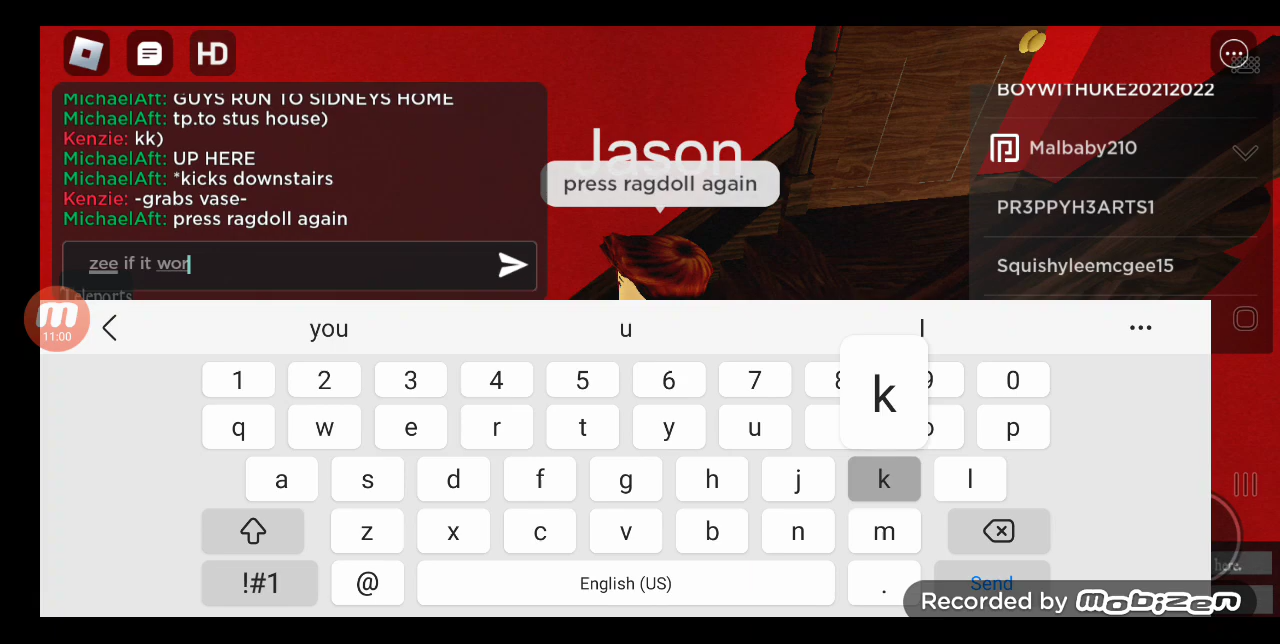 HD
MichaelAft: GUYS RUN TO SIDNEYS HOME
MichaelAft: tp.to stus house)
Kenzie: kk)
MichaelAft: UP HERE
MichaelAft: *kicks downstairs
Kenzie: -grabs vase-
MichaelAft: press ragdoll again
zee if it wor
Teleports
Jason
press ragdoll again
BOYWITHUKE20212022
Malbaby210
PR3PPYH3ARTS1
Squishyleemcgee15
m
11:00
you u I
1 2 3 4 5 6 7 8 9 0
q w e r t y u o p
k
a s d f g h j k l
z x c v b n m
!#1 @ English (US) . Send
here.
Recorded by mobizen